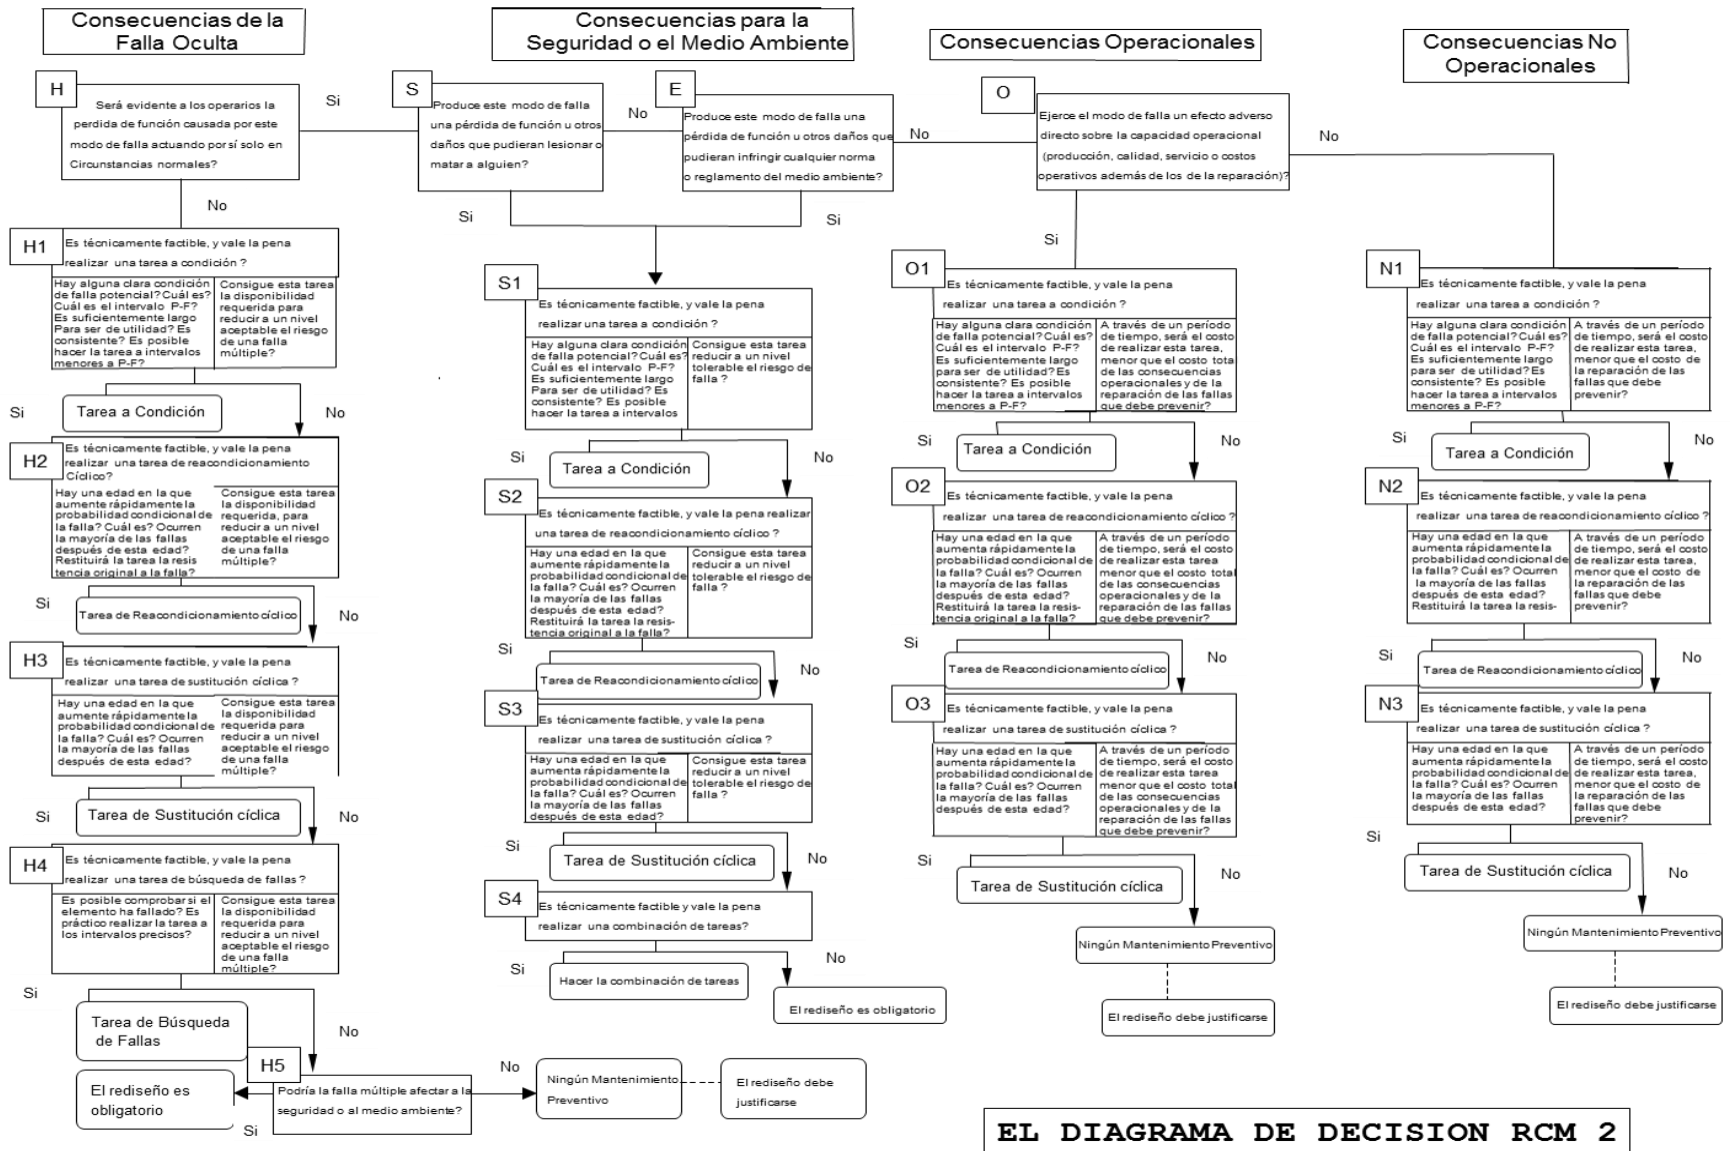 Consecuencias de la
Falla Oculta
Consecuencias para la
Seguridad o el Medio Ambiente
Consecuencias Operacionales
Consecuencias No
Operacionales
H
Será evidente a los operarios la
perdida de función causada por este
modo de falla actuando por sí solo en
Circunstancias normales?
Si
No
S
Produce este modo de falla
una pérdida de función u otros
daños que pudieran lesionar o
matar a alguien?
No
Si
E
Produce este modo de falla una
pérdida de función u otros daños que
pudieran infringir cualquier norma
o reglamento del medio ambiente?
No
Si
O
Ejerce el modo de falla un efecto adverso
directo sobre la capacidad operacional
(producción, calidad, servicio o costos
operativos además de los de la reparación)?
No
Si
H1
Es técnicamente factible, y vale la pena
realizar una tarea a condición ?
Hay alguna clara condición
de falla potencial? Cuál es?
Cuál es el intervalo P-F?
Es suficientemente largo
Para ser de utilidad? Es
consistente? Es posible
hacer la tarea a intervalos
menores a P-F?
Consigue esta tarea
la disponibilidad
requerida para
reducir a un nivel
aceptable el riesgo
de una falla
múltiple?
Si
Tarea a Condición
No
H2
Es técnicamente factible, y vale la pena
realizar una tarea de reacondicionamiento
Cíclico?
Hay una edad en la que
aumente rápidamente la
probabilidad condicional de
la falla? Cuál es? Ocurren
la mayoría de las fallas
después de esta edad?
Restituirá la tarea la resis
tencia original a la falla?
Consigue esta tarea
la disponibilidad
requerida, para
reducir a un nivel
aceptable el riesgo
de una falla
múltiple?
Si
Tarea de Reacondicionamiento cíclico
No
H3
Es técnicamente factible, y vale la pena
realizar una tarea de sustitución cíclica ?
Hay una edad en la que
aumente rápidamente la
probabilidad condicional de
la falla? Cuál es? Ocurren
la mayoría de las fallas
después de esta edad?
Consigue esta tarea
la disponibilidad
requerida para
reducir a un nivel
aceptable el riesgo
de una falla
múltiple?
Si
Tarea de Sustitución cíclica
No
H4
Es técnicamente factible, y vale la pena
realizar una tarea de búsqueda de fallas ?
Es posible comprobar si el
elemento ha fallado? Es
práctico realizar la tarea a
los intervalos precisos?
Consigue esta tarea
la disponibilidad
requerida para
reducir a un nivel
aceptable el riesgo
de una falla
múltiple?
Si
Tarea de Búsqueda
de Fallas
No
H5
Podría la falla múltiple afectar a la
seguridad o al medio ambiente?
Si
El rediseño es
obligatorio
No
Ningún Mantenimiento
Preventivo
El rediseño debe
justificarse
S1
Es técnicamente factible, y vale la pena
realizar una tarea a condición ?
Hay alguna clara condición
de falla potencial? Cuál es?
Cuál es el intervalo P-F?
Es suficientemente largo
Para ser de utilidad? Es
consistente? Es posible
hacer la tarea a intervalos
Consigue esta tarea
reducir a un nivel
tolerable el riesgo de
falla ?
Si
Tarea a Condición
No
S2
Es técnicamente factible, y vale la pena realizar
una tarea de reacondicionamiento cíclico ?
Hay una edad en la que
aumente rápidamente la
probabilidad condicional de
la falla? Cuál es? Ocurren
la mayoría de las fallas
después de esta edad?
Restituirá la tarea la resis-
tencia original a la falla?
Consigue esta tarea
reducir a un nivel
tolerable el riesgo de
falla ?
Si
Tarea de Reacondicionamiento cíclico
No
S3
Es técnicamente factible, y vale la pena
realizar una tarea de sustitución cíclica ?
Hay una edad en la que
aumenta rápidamente la
probabilidad condicional de
la falla? Cuál es? Ocurren
la mayoría de las fallas
después de esta edad?
Consigue esta tarea
reducir a un nivel
tolerable el riesgo de
falla ?
Si
Tarea de Sustitución cíclica
No
S4
Es técnicamente factible y vale la pena
realizar una combinación de tareas?
Si
Hacer la combinación de tareas
No
El rediseño es obligatorio
O1
Es técnicamente factible, y vale la pena
realizar una tarea a condición ?
Hay alguna clara condición
de falla potencial? Cuál es?
Cuál es el intervalo P-F?
Es suficientemente largo
para ser de utilidad? Es
consistente? Es posible
hacer la tarea a intervalos
menores a P-F?
A través de un período
de tiempo, será el costo
de realizar esta tarea,
menor que el costo tota
de las consecuencias
operacionales y de la
reparación de las fallas
que debe prevenir?
Si
Tarea a Condición
No
O2
Es técnicamente factible, y vale la pena
realizar una tarea de reacondicionamiento cíclico ?
Hay una edad en la que
aumenta rápidamente la
probabilidad condicional de
la falla? Cuál es? Ocurren
la mayoría de las fallas
después de esta edad?
Restituirá la tarea la resis-
tencia original a la falla?
A través de un período
de tiempo, será el costo
de realizar esta tarea
menor que el costo total
de las consecuencias
operacionales y de la
reparación de las fallas
que debe prevenir?
Si
Tarea de Reacondicionamiento cíclico
No
O3
Es técnicamente factible, y vale la pena
realizar una tarea de sustitución cíclica ?
Hay una edad en la que
aumenta rápidamente la
probabilidad condicional de
la falla? Cuál es? Ocurren
la mayoría de las fallas
después de esta edad?
A través de un período
de tiempo, será el costo
de realizar esta tarea
menor que el costo total
de las consecuencias
operacionales y de la
reparación de las fallas
que debe prevenir?
Si
Tarea de Sustitución cíclica
No
Ningún Mantenimiento Preventivo
El rediseño debe justificarse
N1
Es técnicamente factible, y vale la pena
realizar una tarea a condición ?
Hay alguna clara condición
de falla potencial? Cuál es?
Cuál es el intervalo P-F?
Es suficientemente largo
para ser de utilidad? Es
consistente? Es posible
hacer la tarea a intervalos
menores a P-F?
A través de un período
de tiempo, será el costo
de realizar esta tarea,
menor que el costo de
la reparación de las
fallas que debe
prevenir?
Si
Tarea a Condición
No
N2
Es técnicamente factible, y vale la pena
realizar una tarea de reacondicionamiento cíclico ?
Hay una edad en la que
aumenta rápidamente la
probabilidad condicional de
la falla? Cuál es? Ocurren
la mayoría de las fallas
después de esta edad?
Restituirá la tarea la resis-
A través de un período
de tiempo, será el costo
de realizar esta tarea,
menor que el costo de
la reparación de las
fallas que debe
prevenir?
Si
Tarea de Reacondicionamiento cíclico
No
N3
Es técnicamente factible, y vale la pena
realizar una tarea de sustitución cíclica ?
Hay una edad en la que
aumenta rápidamente la
probabilidad condicional de
la falla? Cuál es? Ocurren
la mayoría de las fallas
después de esta edad?
A través de un período
de tiempo, será el costo
de realizar esta tarea,
menor que el costo de
la reparación de las
fallas que debe
prevenir?
Si
Tarea de Sustitución cíclica
No
Ningún Mantenimiento Preventivo
El rediseño debe justificarse
EL DIAGRAMA DE DECISION RCM 2